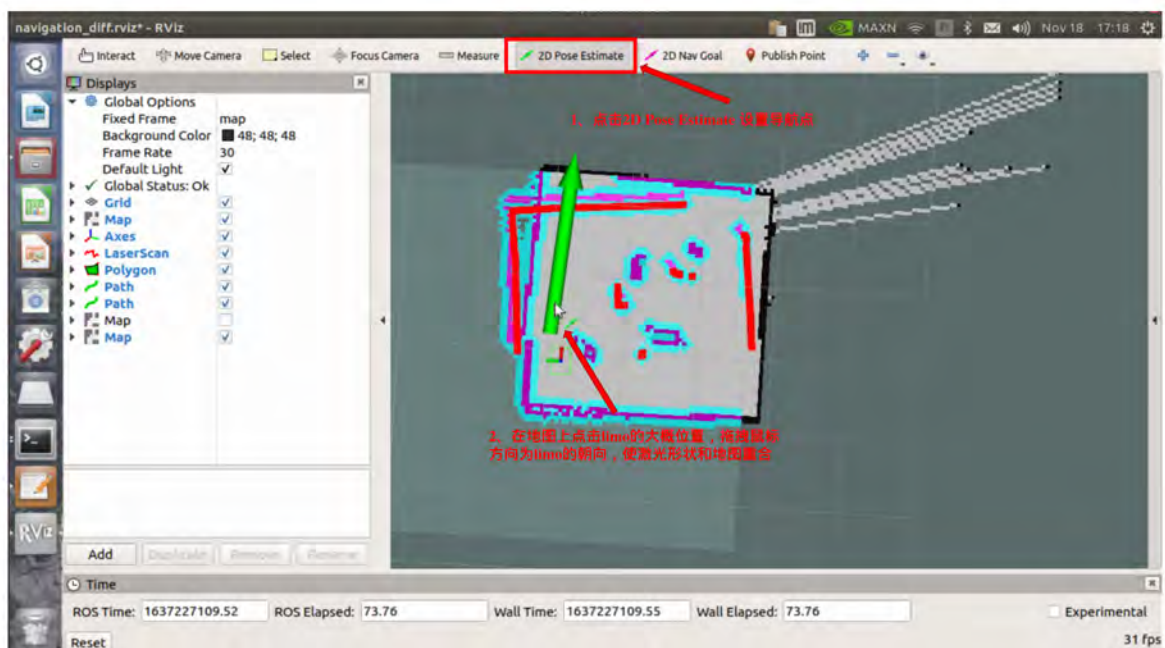 navigation_diff.rviz* - RViz
MAXN
Nov 18 17:18
Interact Move Camera Select Focus Camera Measure 2D Pose Estimate 2D Nav Goal Publish Point
Displays
Global Options
Fixed Frame map
Background Color 48; 48; 48
Frame Rate 30
Default Light
Global Status: Ok
Grid
Map
Axes
LaserScan
Polygon
Path
Path
Map
Map
1、点击2D Pose Estimate 设置
2、在地图上点击limo的大概位置，拖拽鼠标
方向为limo的朝向，使激光形状和地图重合
RViz
Add Duplicate Remove Rename
Time
ROS Time: 1637227109.52 ROS Elapsed: 73.76 Wall Time: 1637227109.55 Wall Elapsed: 73.76 Experimental
Reset 31 fps